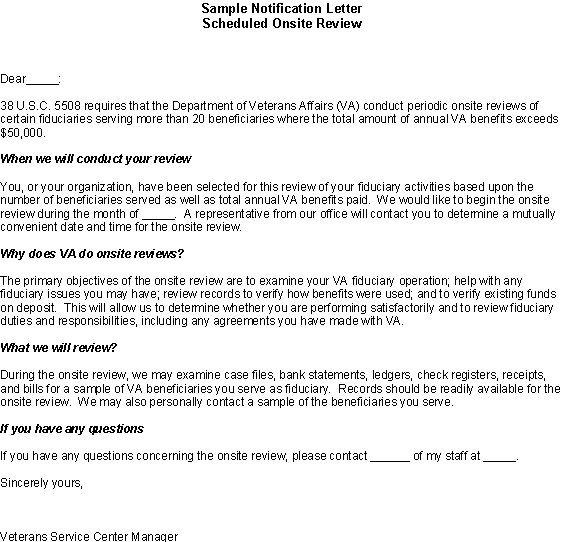 Sample Notification Letter
Scheduled Onsite Review
Dear_____:
38 U.S.C. 5508 requires that the Department of Veterans Affairs (VA) conduct periodic onsite reviews of
certain fiduciaries serving more than 20 beneficiaries where the total amount of annual VA benefits exceeds
$50,000.
When we will conduct your review
You, or your organization, have been selected for this review of your fiduciary activities based upon the
number of beneficiaries served as well as total annual VA benefits paid.  We would like to begin the onsite
review during the month of _____.  A representative from our office will contact you to determine a mutually
convenient date and time for the onsite review.
Why does VA do onsite reviews?
The primary objectives of the onsite review are to examine your VA fiduciary operation; help with any
fiduciary issues you may have; review records to verify how benefits were used; and to verify existing funds
on deposit.  This will allow us to determine whether you are performing satisfactorily and to review fiduciary
duties and responsibilities, including any agreements you have made with VA.
What we will review?
During the onsite review, we may examine case files, bank statements, ledgers, check registers, receipts,
and bills for a sample of VA beneficiaries you serve as fiduciary.  Records should be readily available for the
onsite review.  We may also personally contact a sample of the beneficiaries you serve.
If you have any questions
If you have any questions concerning the onsite review, please contact ______ of my staff at _____.
Sincerely yours,
Veterans Service Center Manager